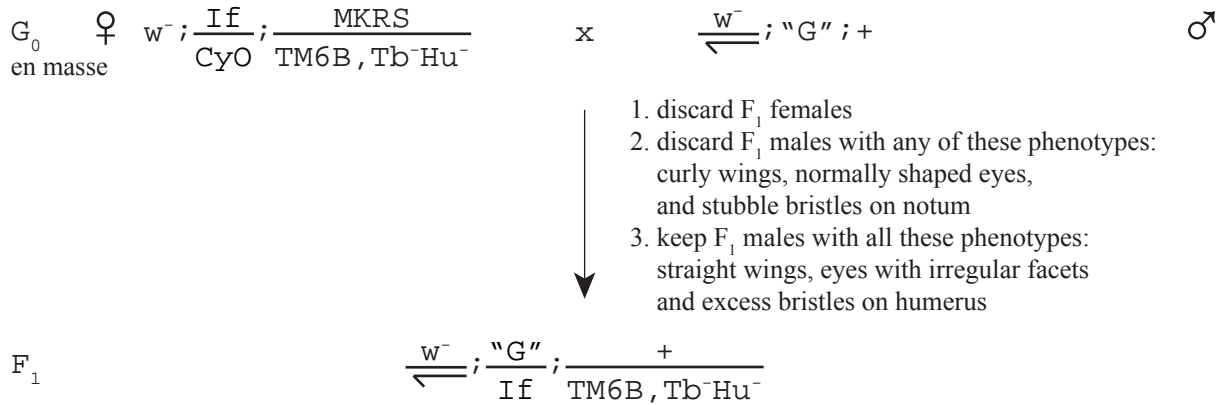 G0 ♀ w⁻; If/CyO; MKRS/TM6B,Tb⁻Hu⁻ x w⁻; “G”; + ♂
en masse
1. discard F1 females
2. discard F1 males with any of these phenotypes:
curly wings, normally shaped eyes,
and stubble bristles on notum
3. keep F1 males with all these phenotypes:
straight wings, eyes with irregular facets
and excess bristles on humerus
F1 w⁻; “G”/If; +/TM6B,Tb⁻Hu⁻